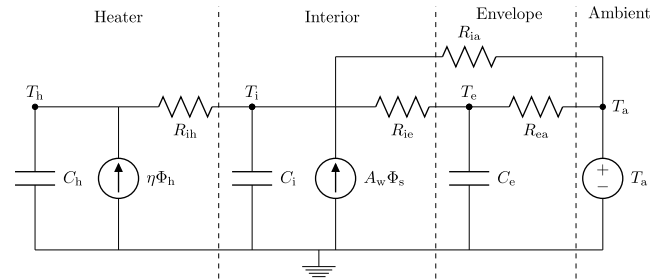 Heater Interior Envelope Ambient
R_ia
T_h T_i T_e T_a
R_ih R_ie R_ea
C_h ηΦ_h C_i A_wΦ_s C_e + − T_a